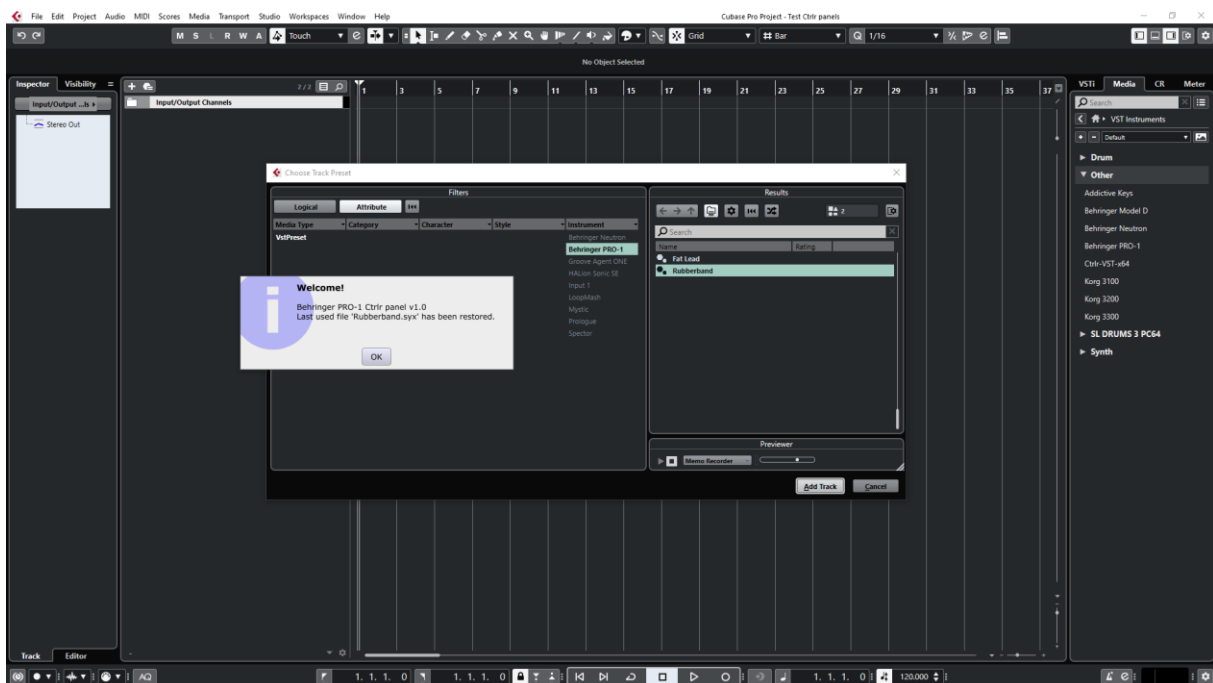 File Edit Project Audio MIDI Scores Media Transport Studio Workspaces Window Help
Cubase Pro Project - Test Ctrlr panels
M S L R W A Touch Grid Bar Q 1/16
No Object Selected
Inspector Visibility
2/2
1 3 5 7 9 11 13 15 17 19 21 23 25 27 29 31 33 35 37
VSTi Media CR Meter
Input/Output ...ls
Input/Output Channels
Stereo Out
Search
VST Instruments
Default
Drum
Other
Addictive Keys
Behringer Model D
Behringer Neutron
Behringer PRO-1
Ctrlr-VST-x64
Korg 3100
Korg 3200
Korg 3300
SL DRUMS 3 PC64
Synth
Choose Track Preset
Filters
Logical Attribute
Media Type Category Character Style Instrument
VstPreset
Behringer Neutron
Behringer PRO-1
Groove Agent ONE
HALion Sonic SE
Input 1
LoopMash
Mystic
Prologue
Spector
Results
2
Search
Name Rating
Fat Lead
Rubberband
Previewer
Memo Recorder
Add Track Cancel
Welcome!
Behringer PRO-1 Ctrlr panel v1.0
Last used file 'Rubberband.syx' has been restored.
OK
Track Editor
AQ
1. 1. 1. 0 1. 1. 1. 0 1. 1. 1. 0 120.000